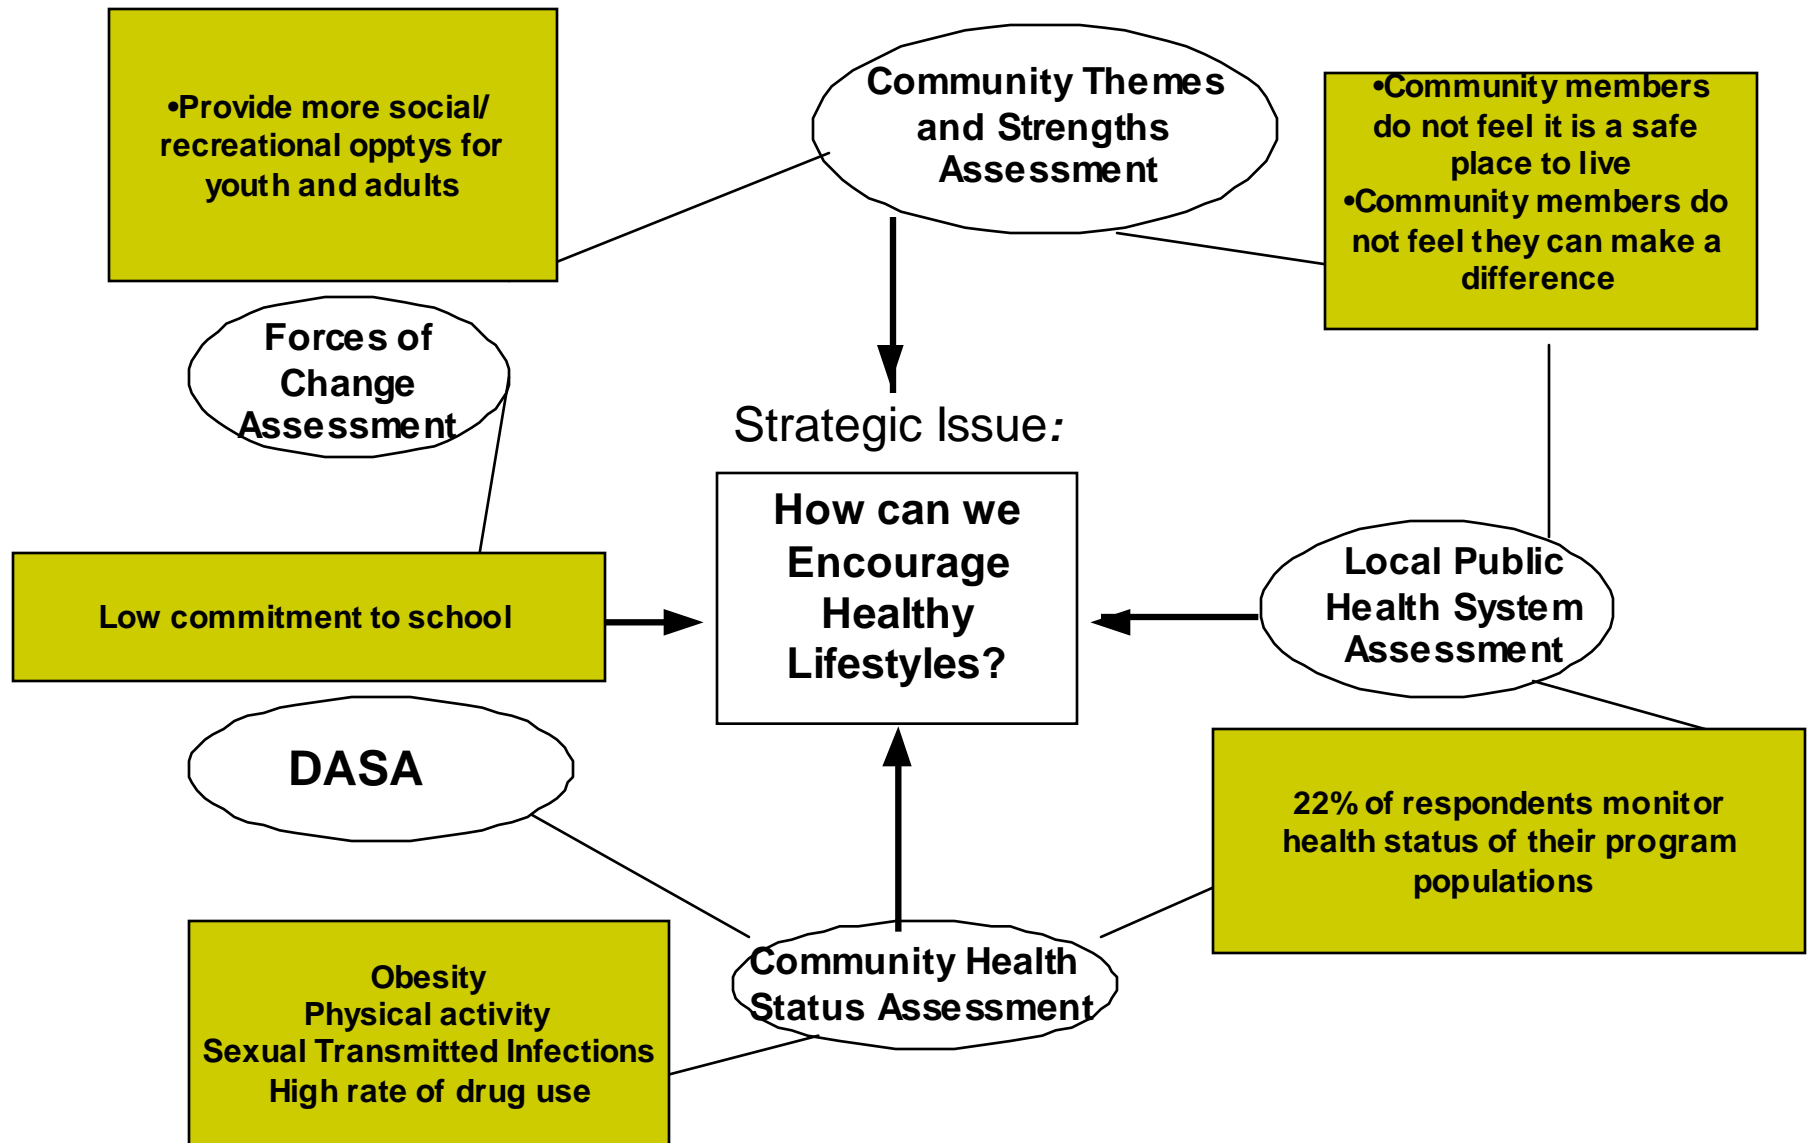 •Provide more social/
recreational opptys for
youth and adults
Community Themes
and Strengths
Assessment
•Community members
do not feel it is a safe
place to live
•Community members do
not feel they can make a
difference
Forces of
Change
Assessment
Strategic Issue:
How can we
Encourage
Healthy
Lifestyles?
Low commitment to school
Local Public
Health System
Assessment
DASA
22% of respondents monitor
health status of their program
populations
Obesity
Physical activity
Sexual Transmitted Infections
High rate of drug use
Community Health
Status Assessment